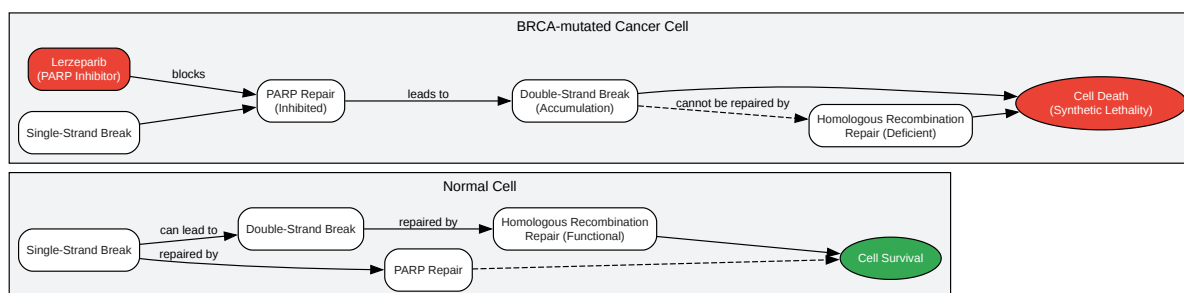 BRCA-mutated Cancer Cell
Lerzeparib
(PARP Inhibitor)
blocks
Single-Strand Break
PARP Repair
(Inhibited)
leads to
Double-Strand Break
(Accumulation)
cannot be repaired by
Homologous Recombination
Repair (Deficient)
Cell Death
(Synthetic Lethality)
Normal Cell
Single-Strand Break
can lead to
repaired by
Double-Strand Break
repaired by
Homologous Recombination
Repair (Functional)
PARP Repair
Cell Survival